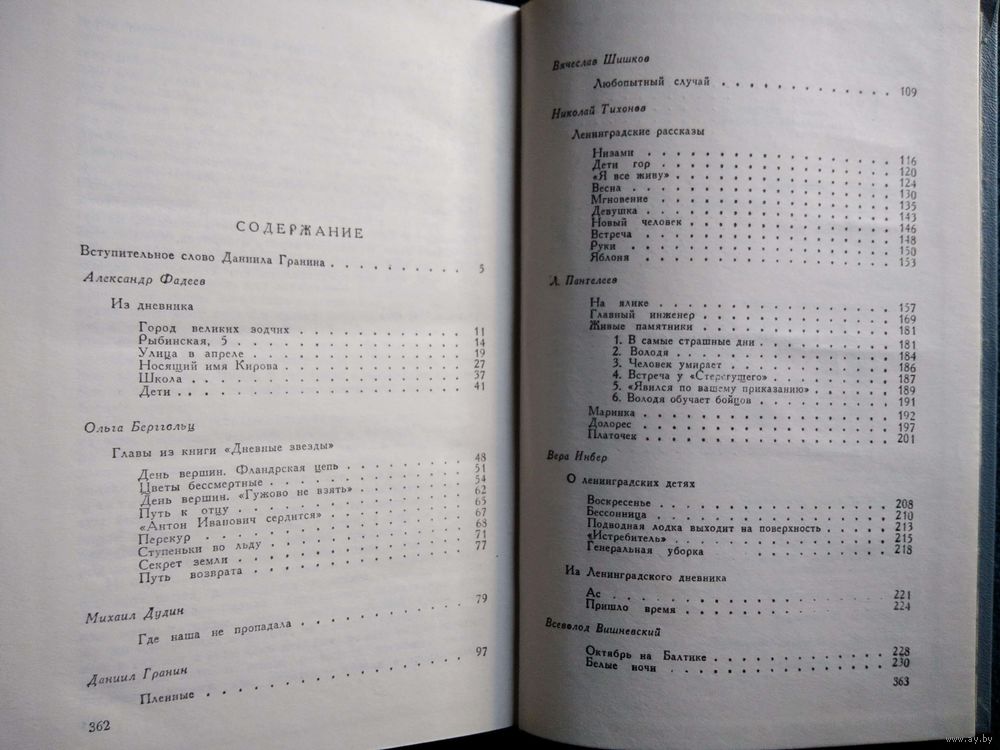 СОДЕРЖАНИЕ
Вступительное слово Даниила Гранина . . . . . . . . 5
Александр Фадеев
Из дневника
Город великих зодчих . . . . . . . . 11
Рыбинская, 5 . . . . . . . . 14
Улица в апреле . . . . . . . . 19
Носящий имя Кирова . . . . . . . . 27
Школа . . . . . . . . 37
Дети . . . . . . . . 41
Ольга Берггольц
Главы из книги «Дневные звезды»
День вершин. Фландрская цепь . . . . . . . . 48
Цветы бессмертные . . . . . . . . 51
День вершин. «Гужово не взять» . . . . . . . . 54
Путь к отцу . . . . . . . . 62
«Антон Иванович сердится» . . . . . . . . 65
Перекур . . . . . . . . 67
Ступеньки во льду . . . . . . . . 68
Секрет земли . . . . . . . . 71
Путь возврата . . . . . . . . 77
Михаил Дудин
Где наша не пропадала . . . . . . . . 79
Даниил Гранин
Пленные . . . . . . . . 97
362
Вячеслав Шишков
Любопытный случай . . . . . . . . 109
Николай Тихонов
Ленинградские рассказы
Низами . . . . . . . . 116
Дети гор . . . . . . . . 120
«Я все живу» . . . . . . . . 124
Весна . . . . . . . . 130
Мгновение . . . . . . . . 135
Девушка . . . . . . . . 143
Новый человек . . . . . . . . 146
Встреча . . . . . . . . 148
Руки . . . . . . . . 150
Яблоня . . . . . . . . 153
Л. Пантелеев
На ялике . . . . . . . . 157
Главный инженер . . . . . . . . 169
Живые памятники . . . . . . . . 181
1. В самые страшные дни . . . . . . . . 181
2. Володя . . . . . . . . 184
3. Человек умирает . . . . . . . . 186
4. Встреча у «Стерегущего» . . . . . . . . 187
5. «Явился по вашему приказанию» . . . . . . . . 189
6. Володя обучает бойцов . . . . . . . . 191
Маринка . . . . . . . . 192
Долорес . . . . . . . . 197
Платочек . . . . . . . . 201
Вера Инбер
О ленинградских детях
Воскресенье . . . . . . . . 208
Бессонница . . . . . . . . 210
Подводная лодка выходит на поверхность . . . . . . . . 213
«Истребитель» . . . . . . . . 215
Генеральная уборка . . . . . . . . 218
Из Ленинградского дневника
Ас . . . . . . . . 221
Пришло время . . . . . . . . 224
Всеволод Вишневский
Октябрь на Балтике . . . . . . . . 228
Белые ночи . . . . . . . . 230
363
www.ay.by